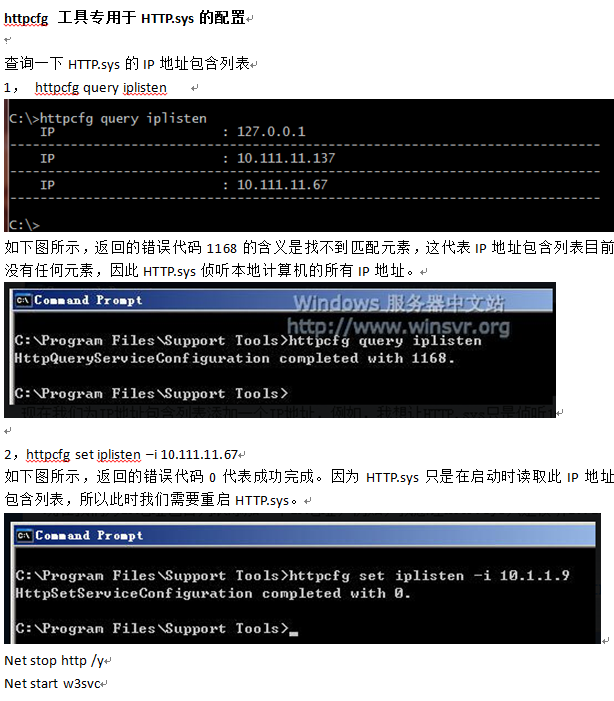 httpcfg 工具专用于 HTTP.sys 的配置
查询一下 HTTP.sys 的 IP 地址包含列表
1， httpcfg query iplisten
C:\>httpcfg query iplisten
IP : 127.0.0.1
------------------------------------------------------------------------------
IP : 10.111.11.137
------------------------------------------------------------------------------
IP : 10.111.11.67
------------------------------------------------------------------------------
C:\>
如下图所示，返回的错误代码 1168 的含义是找不到匹配元素，这代表 IP 地址包含列表目前
没有任何元素，因此 HTTP.sys 侦听本地计算机的所有 IP 地址。
Command Prompt
Windows 服务器中文站
http://www.winsvr.org
C:\Program Files\Support Tools>httpcfg query iplisten
HttpQueryServiceConfiguration completed with 1168.
C:\Program Files\Support Tools>
2，httpcfg set iplisten –i 10.111.11.67
如下图所示，返回的错误代码 0 代表成功完成。因为 HTTP.sys 只是在启动时读取此 IP 地址
包含列表，所以此时我们需要重启 HTTP.sys。
Command Prompt
C:\Program Files\Support Tools>httpcfg set iplisten -i 10.1.1.9
HttpSetServiceConfiguration completed with 0.
C:\Program Files\Support Tools>_
Net stop http /y
Net start w3svc